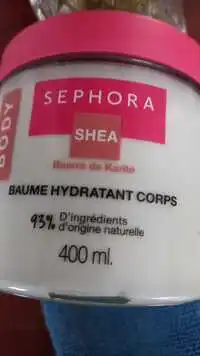 SEPHORA
BODY
SHEA
Beurre de Karité
BAUME HYDRATANT CORPS
93% D'ingrédients
d'origine naturelle
400 ml.